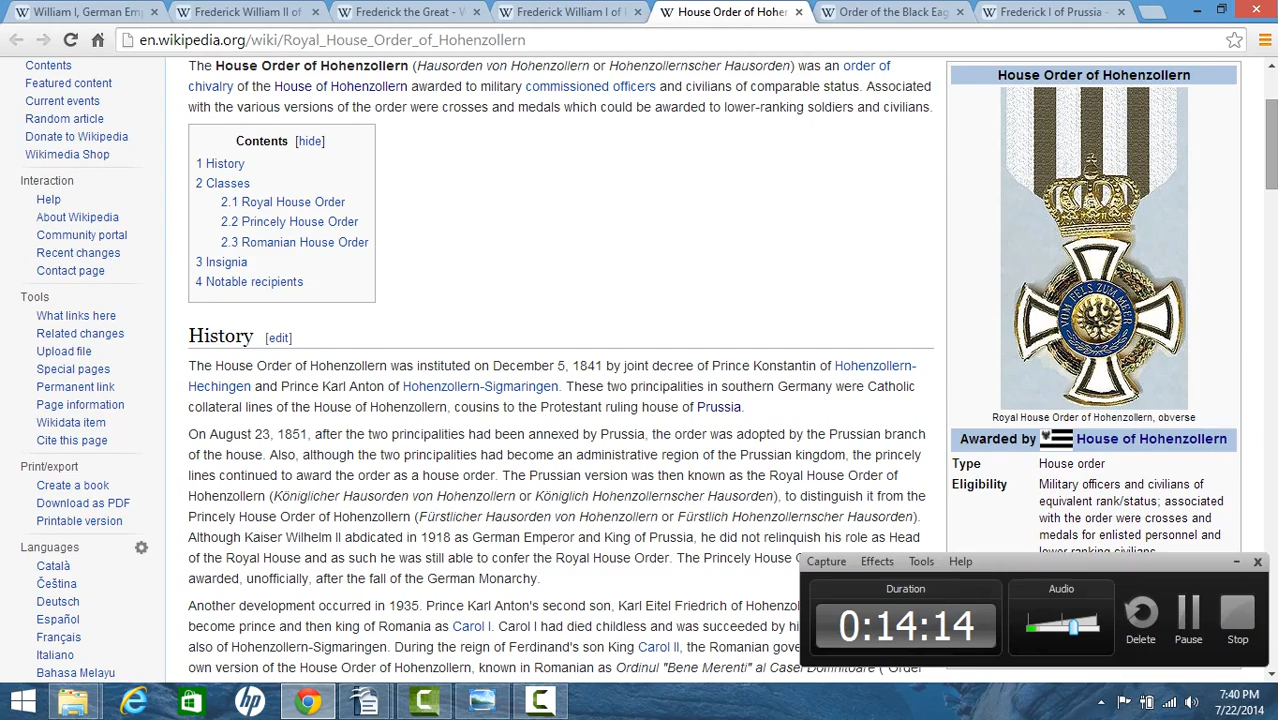 William I, German Emp
Frederick William II of
Frederick the Great - W
Frederick William I of P
House Order of Hohen
Order of the Black Eag
Frederick I of Prussia -
en.wikipedia.org/wiki/Royal_House_Order_of_Hohenzollern
Contents
Featured content
Current events
Random article
Donate to Wikipedia
Wikimedia Shop
Interaction
Help
About Wikipedia
Community portal
Recent changes
Contact page
Tools
What links here
Related changes
Upload file
Special pages
Permanent link
Page information
Wikidata item
Cite this page
Print/export
Create a book
Download as PDF
Printable version
Languages
Català
Čeština
Deutsch
Español
Français
Italiano
Bahasa Melayu
The House Order of Hohenzollern (Hausorden von Hohenzollern or Hohenzollernscher Hausorden) was an order of
chivalry of the House of Hohenzollern awarded to military commissioned officers and civilians of comparable status. Associated
with the various versions of the order were crosses and medals which could be awarded to lower-ranking soldiers and civilians.
Contents [hide]
1 History
2 Classes
2.1 Royal House Order
2.2 Princely House Order
2.3 Romanian House Order
3 Insignia
4 Notable recipients
History [edit]
The House Order of Hohenzollern was instituted on December 5, 1841 by joint decree of Prince Konstantin of Hohenzollern-
Hechingen and Prince Karl Anton of Hohenzollern-Sigmaringen. These two principalities in southern Germany were Catholic
collateral lines of the House of Hohenzollern, cousins to the Protestant ruling house of Prussia.
On August 23, 1851, after the two principalities had been annexed by Prussia, the order was adopted by the Prussian branch
of the house. Also, although the two principalities had become an administrative region of the Prussian kingdom, the princely
lines continued to award the order as a house order. The Prussian version was then known as the Royal House Order of
Hohenzollern (Königlicher Hausorden von Hohenzollern or Königlich Hohenzollernscher Hausorden), to distinguish it from the
Princely House Order of Hohenzollern (Fürstlicher Hausorden von Hohenzollern or Fürstlich Hohenzollernscher Hausorden).
Although Kaiser Wilhelm II abdicated in 1918 as German Emperor and King of Prussia, he did not relinquish his role as Head
of the Royal House and as such he was still able to confer the Royal House Order. The Princely House O
awarded, unofficially, after the fall of the German Monarchy.
Another development occurred in 1935. Prince Karl Anton's second son, Karl Eitel Friedrich of Hohenzo
become prince and then king of Romania as Carol I. Carol I had died childless and was succeeded by hi
also of Hohenzollern-Sigmaringen. During the reign of Ferdinand's son King Carol II, the Romanian gove
own version of the House Order of Hohenzollern, known in Romanian as Ordinul "Bene Merenti" al Casei Domnitoare ("Order
House Order of Hohenzollern
VOM FELS ZUM MEER
Royal House Order of Hohenzollern, obverse
Awarded by House of Hohenzollern
Type House order
Eligibility Military officers and civilians of
equivalent rank/status; associated
with the order were crosses and
medals for enlisted personnel and
lower ranking civilians
Capture Effects Tools Help
Duration
0:14:14
Audio
Delete
Pause
Stop
7:40 PM
7/22/2014